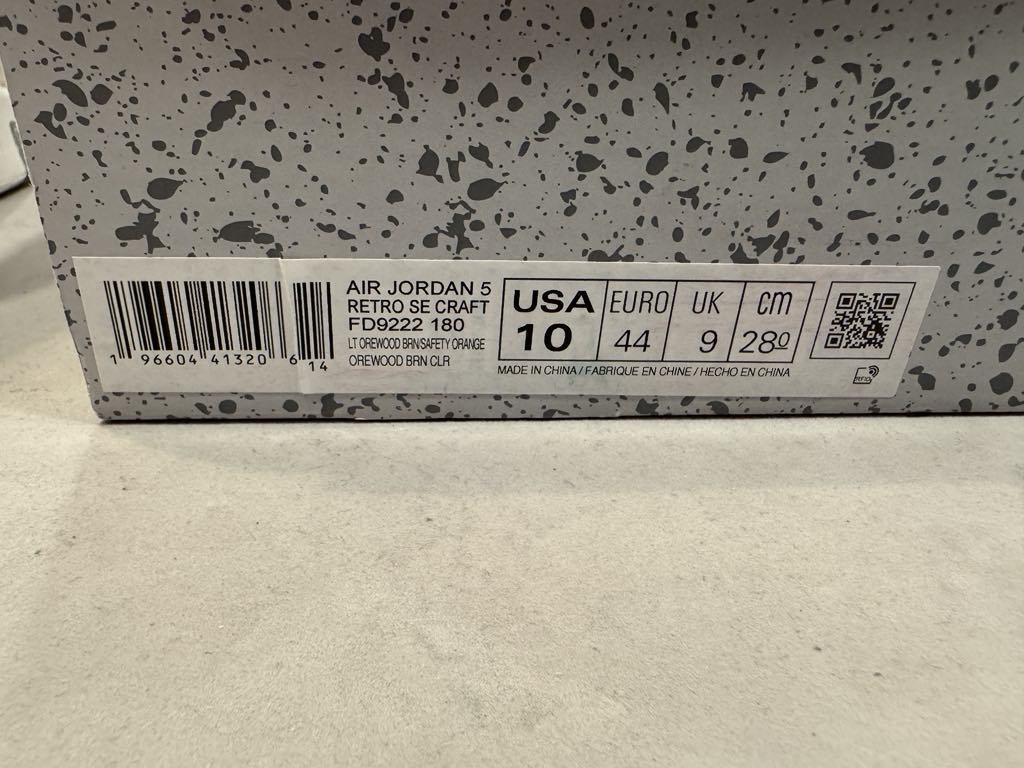 AIR JORDAN 5
RETRO SE CRAFT
FD9222 180
LT OREWOOD BRN/SAFETY ORANGE
OREWOOD BRN CLR
1 96604 41320 6 14
USA
10
EURO
44
UK
9
cm
280
MADE IN CHINA / FABRIQUE EN CHINE / HECHO EN CHINA
RFID